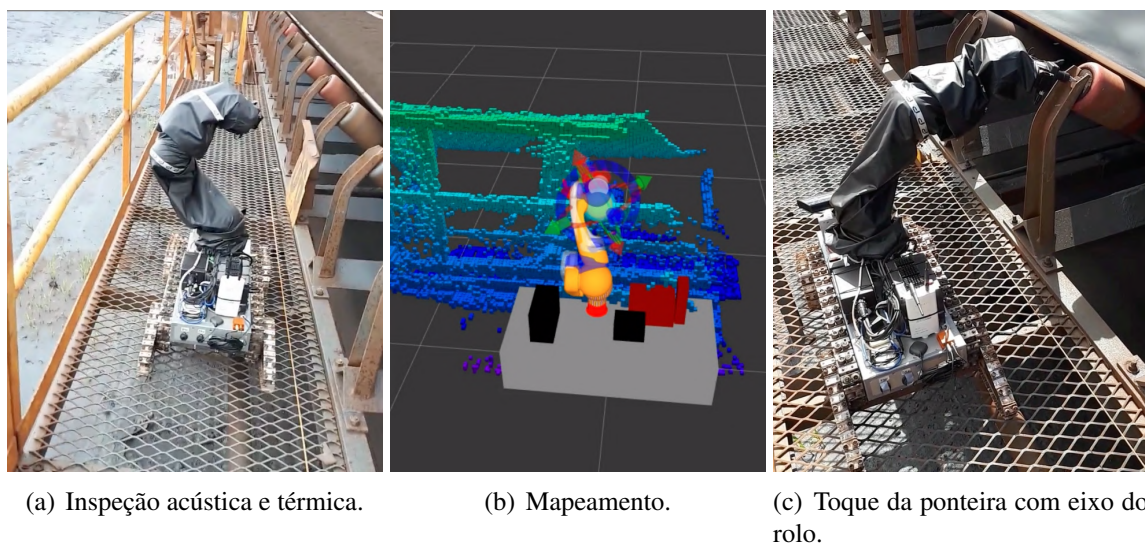 (a) Inspeção acústica e térmica.
(b) Mapeamento.
(c) Toque da ponteira com eixo do
rolo.